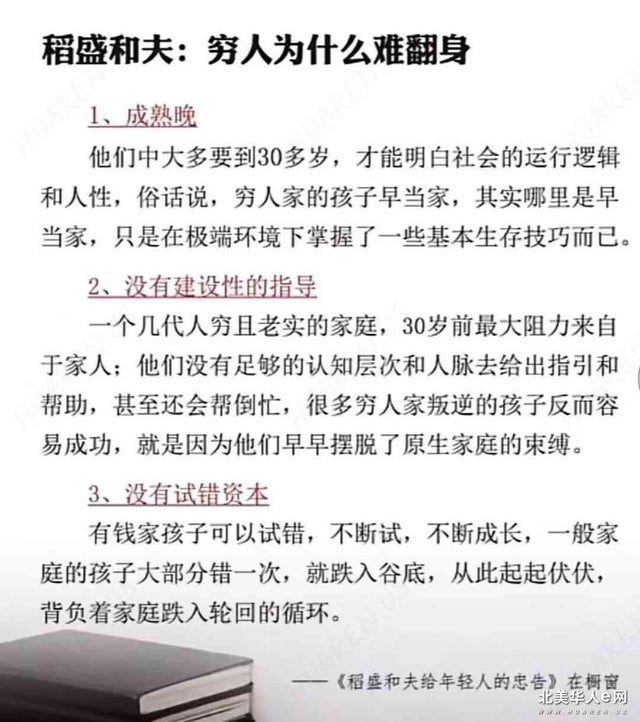 稻盛和夫：穷人为什么难翻身
1、成熟晚
他们中大多要到30多岁，才能明白社会的运行逻辑
和人性，俗话说，穷人家的孩子早当家，其实哪里是早
当家，只是在极端环境下掌握了一些基本生存技巧而已。
2、没有建设性的指导
一个几代人穷且老实的家庭，30岁前最大阻力来自
于家人；他们没有足够的认知层次和人脉去给出指引和
帮助，甚至还会帮倒忙，很多穷人家叛逆的孩子反而容
易成功，就是因为他们早早摆脱了原生家庭的束缚。
3、没有试错资本
有钱家孩子可以试错，不断试，不断成长，一般家
庭的孩子大部分错一次，就跌入谷底，从此起起伏伏，
背负着家庭跌入轮回的循环。
——《稻盛和夫给年轻人的忠告》在橱窗
北美华人e网
www.huaren.us
HUAREN.US